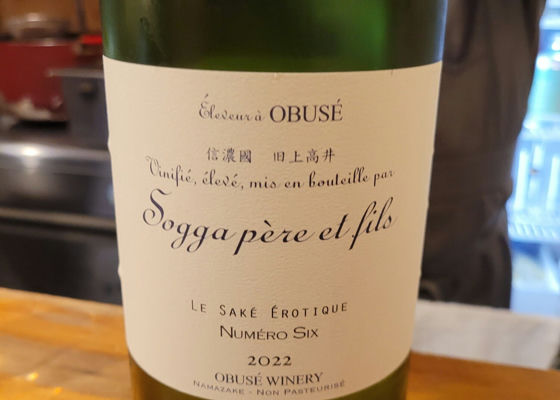 Éleveur à OBUSÉ
信濃國 旧上高井
Vinifié, élevé, mis en bouteille par
Sogga père et fils
LE SAKÉ ÉROTIQUE
NUMÉRO SIX
2022
OBUSÉ WINERY
NAMAZAKE - NON PASTEURISÉ